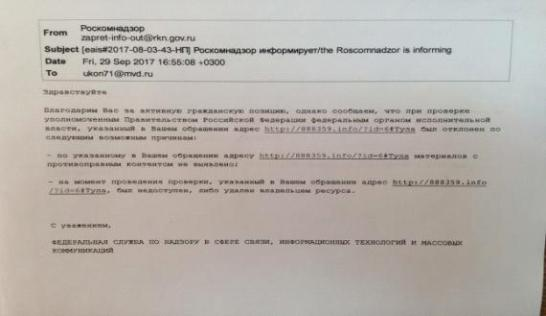 From Роскомнадзор
zapret-info-out@rkn.gov.ru
Subject [eais#2017-08-03-43-НП] Роскомнадзор информирует/the Roscomnadzor is informing
Date Fri, 29 Sep 2017 16:55:08 +0300
To ukon71@mvd.ru
Здравствуйте
Благодарим Вас за активную гражданскую позицию, однако сообщаем, что при проверке
уполномоченным Правительством Российской Федерации федеральным органом исполнительной
власти, указанный в Вашем обращении адрес http://888359.info/?id=6#Тула был отклонен по
следующим возможным причинам:
- по указанному в Вашем обращении адресу http://888359.info/?id=6#Тула материалов с
противоправным контентом не выявлено;
- на момент проведения проверки, указанный в Вашем обращении адрес http://888359.info
/?id=6#Тула, был недоступен, либо удален владельцем ресурса.
С уважением,
ФЕДЕРАЛЬНАЯ СЛУЖБА ПО НАДЗОРУ В СФЕРЕ СВЯЗИ, ИНФОРМАЦИОННЫХ ТЕХНОЛОГИЙ И МАССОВЫХ
КОММУНИКАЦИЙ